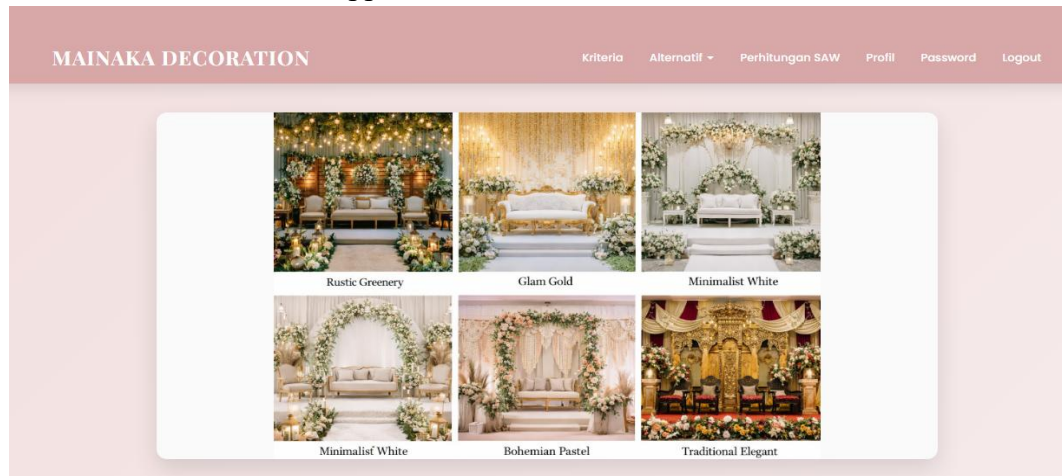 MAINAKA DECORATION
Kriteria Alternatif Perhitungan SAW Profil Password Logout
Rustic Greenery Glam Gold Minimalist White
Minimalisf White Bohemian Pastel Traditional Elegant